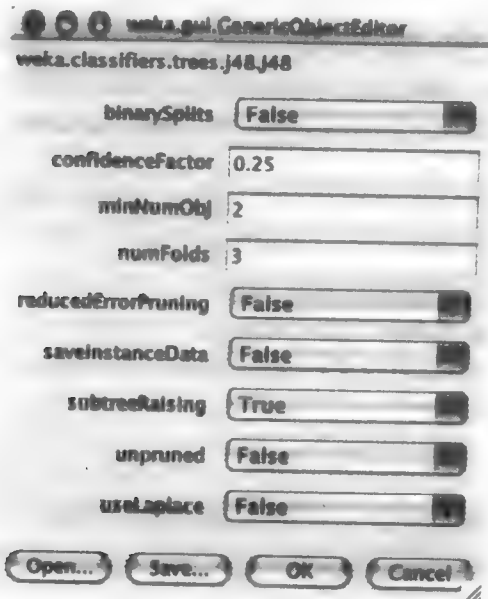 weka.gui.GenericObjectEditor
weka.classifiers.trees.j48.J48
binarySplits False
confidenceFactor 0.25
minNumObj 2
numFolds 3
reducedErrorPruning False
saveInstanceData False
subtreeRaising True
unpruned False
useLaplace False
Open... Save... OK Cancel